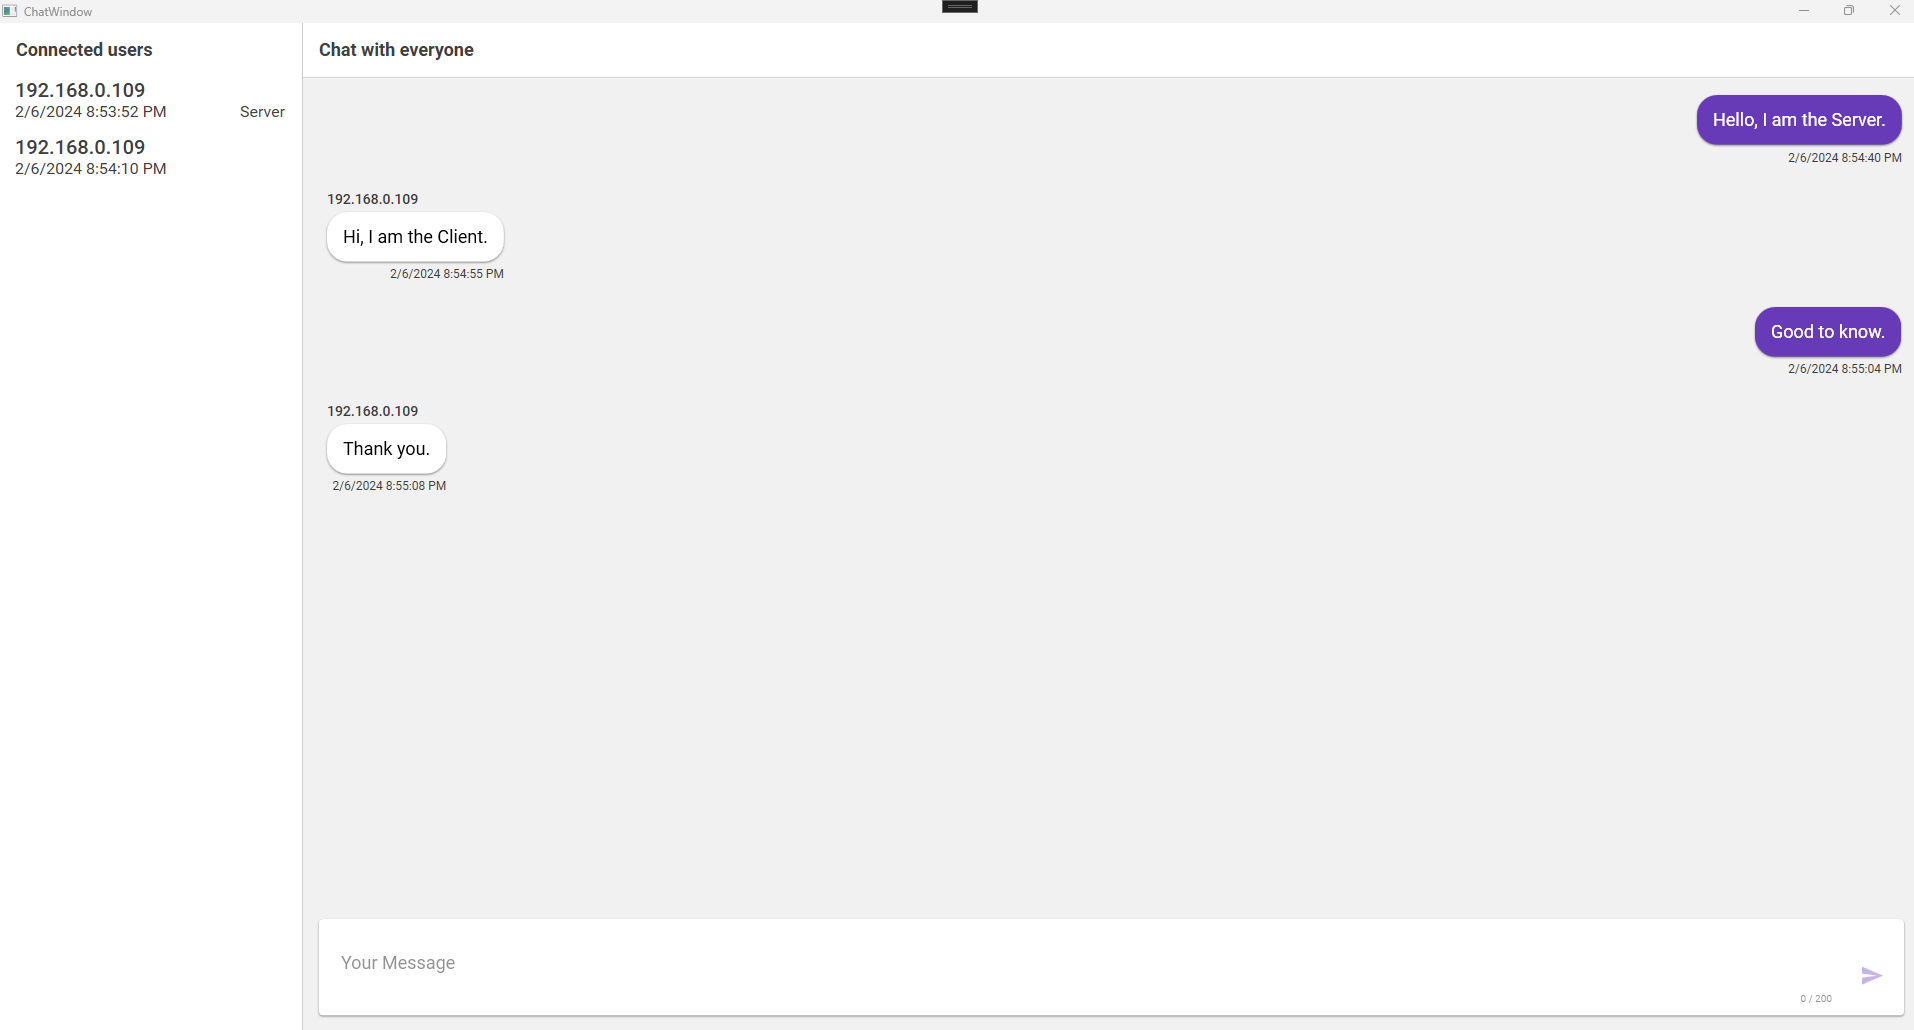 ChatWindow
Connected users
192.168.0.109
2/6/2024 8:53:52 PM Server
192.168.0.109
2/6/2024 8:54:10 PM
Chat with everyone
Hello, I am the Server.
2/6/2024 8:54:40 PM
192.168.0.109
Hi, I am the Client.
2/6/2024 8:54:55 PM
Good to know.
2/6/2024 8:55:04 PM
192.168.0.109
Thank you.
2/6/2024 8:55:08 PM
Your Message
0 / 200